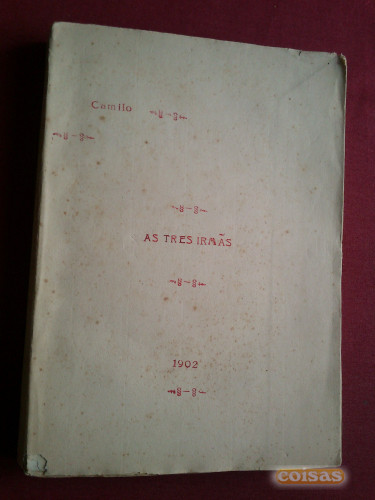 Camilo
AS TRES IRMÃS
1902
coisas